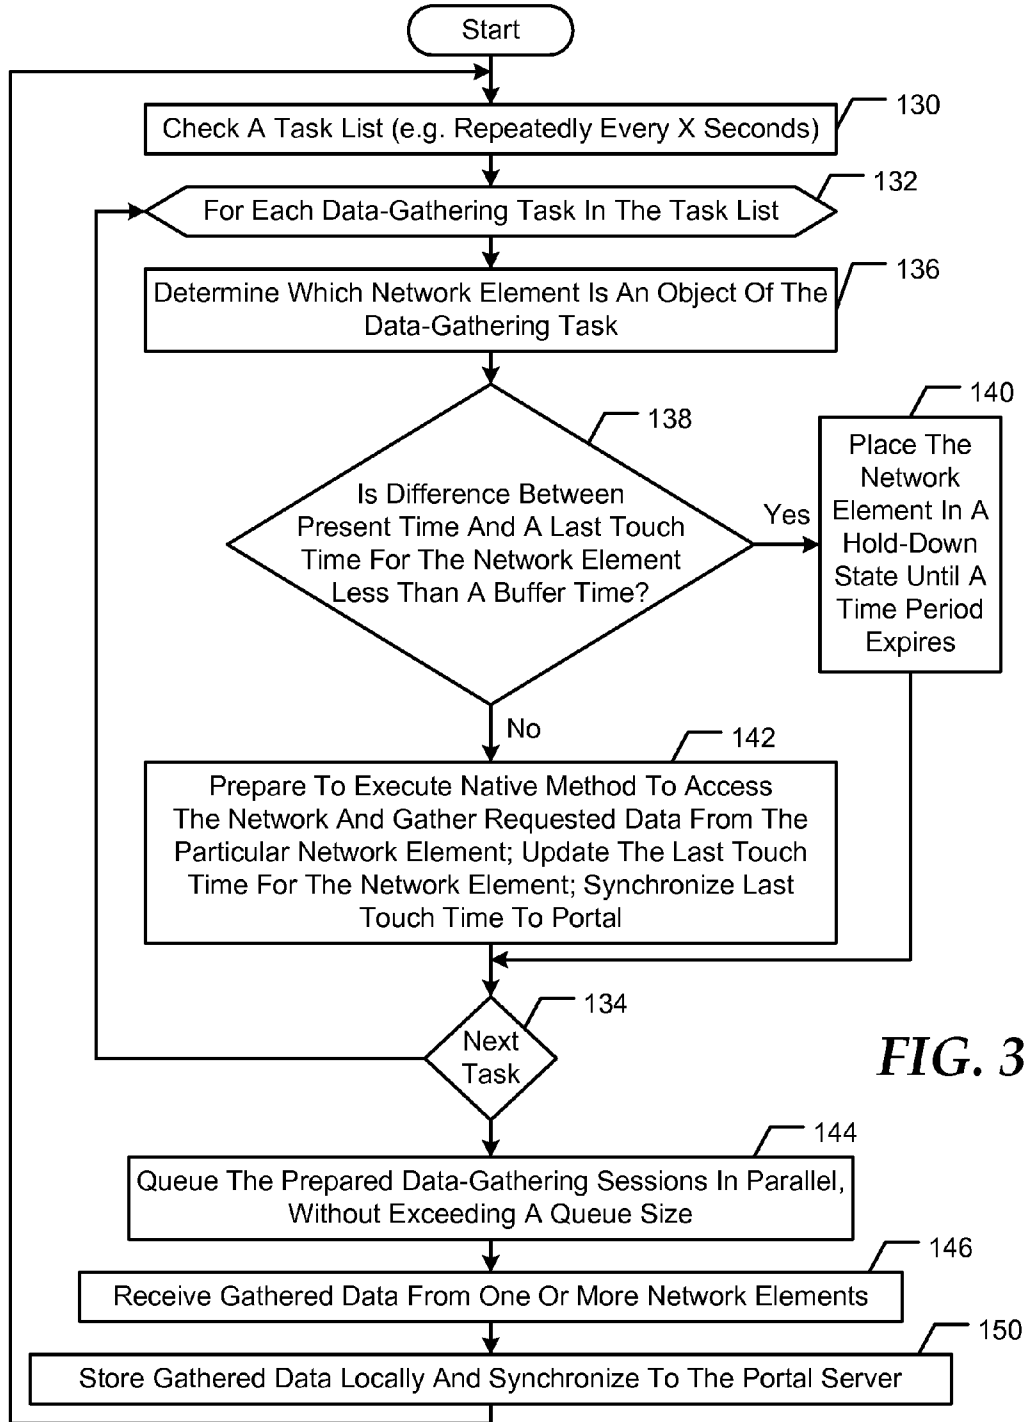 Start
130
Check A Task List (e.g. Repeatedly Every X Seconds)
132
For Each Data-Gathering Task In The Task List
136
Determine Which Network Element Is An Object Of The
Data-Gathering Task
138
Is Difference Between
Present Time And A Last Touch
Time For The Network Element
Less Than A Buffer Time?
Yes
140
Place The
Network
Element In A
Hold-Down
State Until A
Time Period
Expires
No
142
Prepare To Execute Native Method To Access
The Network And Gather Requested Data From The
Particular Network Element; Update The Last Touch
Time For The Network Element; Synchronize Last
Touch Time To Portal
134
Next
Task
FIG. 3
144
Queue The Prepared Data-Gathering Sessions In Parallel,
Without Exceeding A Queue Size
146
Receive Gathered Data From One Or More Network Elements
150
Store Gathered Data Locally And Synchronize To The Portal Server